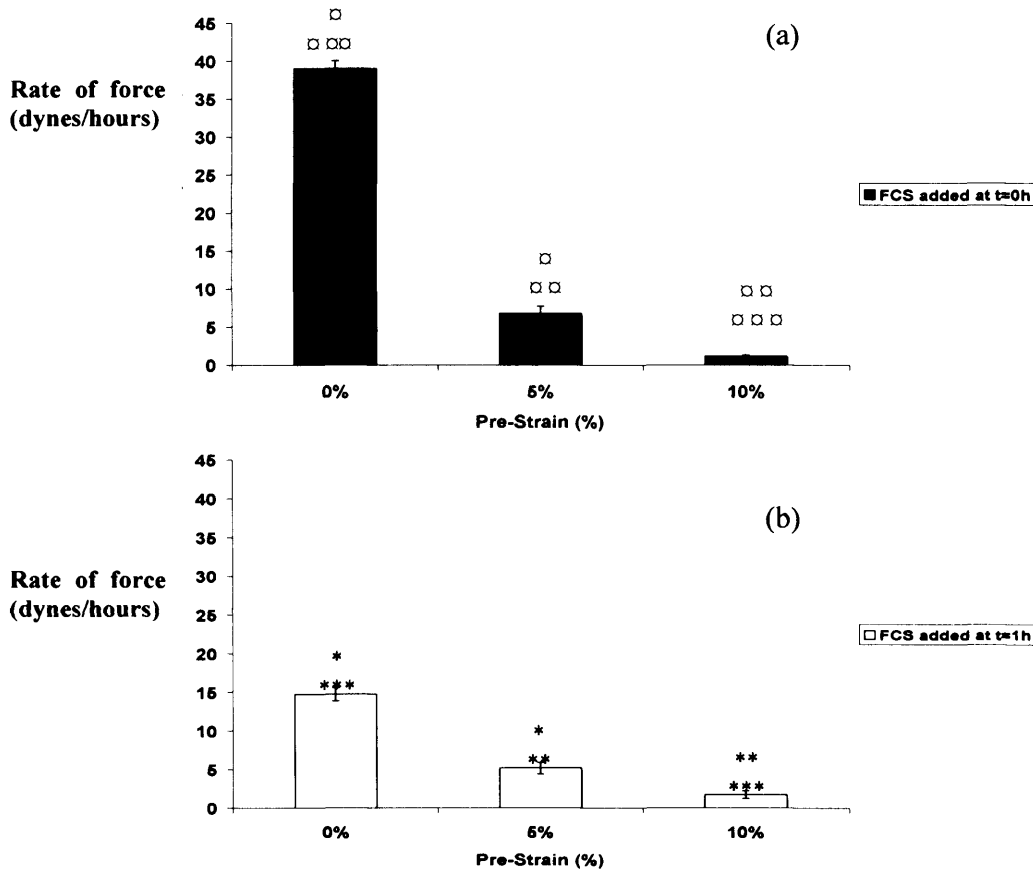 (a)
Rate of force
(dynes/hours)
45
40
35
30
25
20
15
10
5
0
¤
¤ ¤¤
¤
¤ ¤
¤ ¤
¤ ¤ ¤
0% 5% 10%
Pre-Strain (%)
FCS added at t=0h
(b)
Rate of force
(dynes/hours)
45
40
35
30
25
20
15
10
5
0
*
***
*
**
**
***
0% 5% 10%
Pre-Strain (%)
FCS added at t=1h